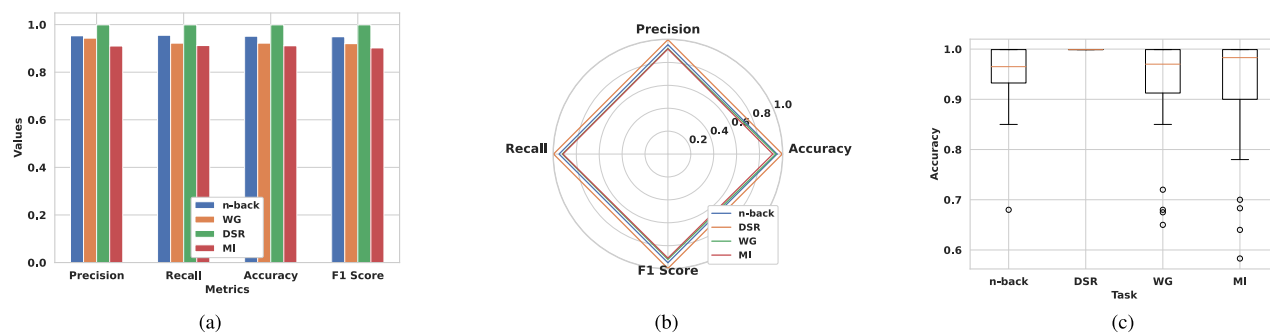 1.0
0.8
0.6
0.4
0.2
0.0
Values
n-back
WG
DSR
MI
Precision Recall Accuracy F1 Score
Metrics
(a)
Precision
Recall
Accuracy
F1 Score
0.2
0.4
0.6
0.8
1.0
n-back
DSR
WG
MI
(b)
1.0
0.9
0.8
0.7
0.6
Accuracy
n-back DSR WG MI
Task
(c)